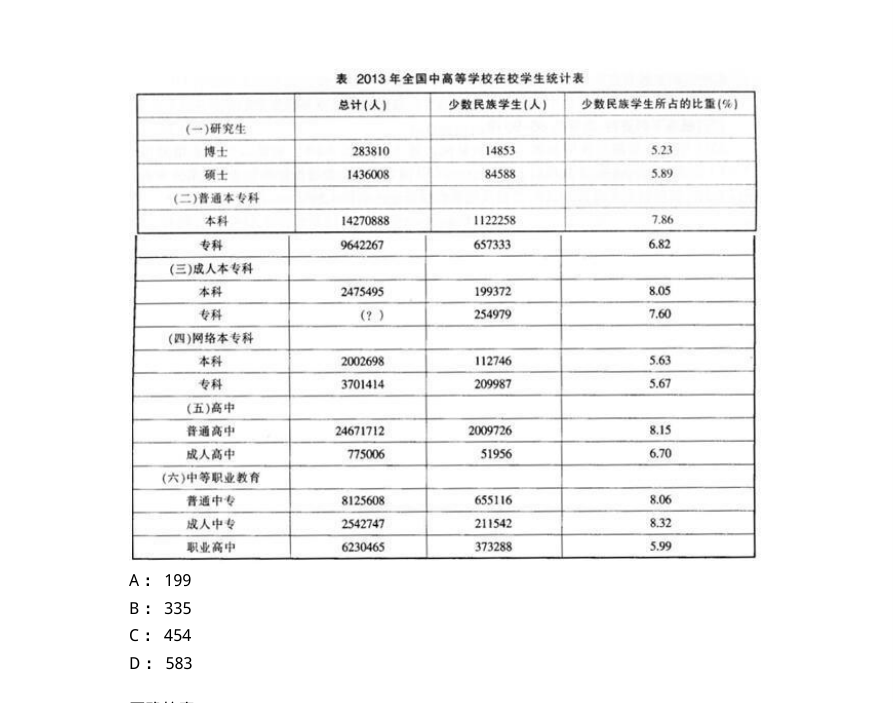 表 2013年全国中高等学校在校学生统计表
总计(人) 少数民族学生(人) 少数民族学生所占的比重(%)
(一)研究生
博士 283810 14853 5.23
硕士 1436008 84588 5.89
(二)普通本专科
本科 14270888 1122258 7.86
专科 9642267 657333 6.82
(三)成人本专科
本科 2475495 199372 8.05
专科 (?) 254979 7.60
(四)网络本专科
本科 2002698 112746 5.63
专科 3701414 209987 5.67
(五)高中
普通高中 24671712 2009726 8.15
成人高中 775006 51956 6.70
(六)中等职业教育
普通中专 8125608 655116 8.06
成人中专 2542747 211542 8.32
职业高中 6230465 373288 5.99
A： 199
B： 335
C： 454
D： 583